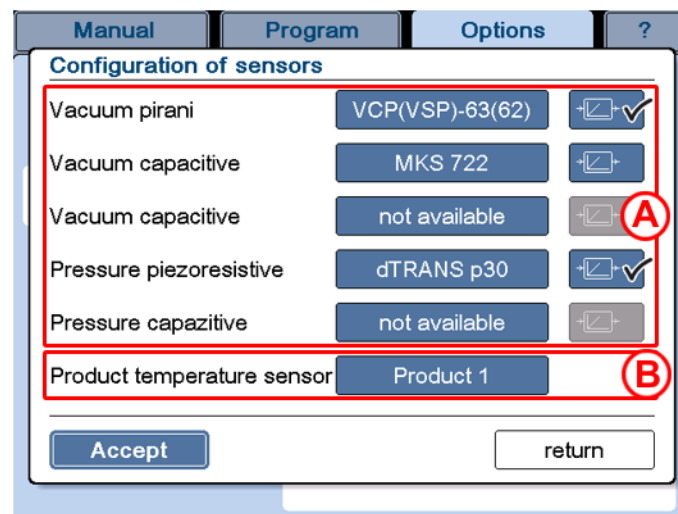 Manual Program Options ?
Configuration of sensors
Vacuum pirani VCP(VSP)-63(62)
Vacuum capacitive MKS 722
Vacuum capacitive not available A
Pressure piezoresistive dTRANS p30
Pressure capazitive not available
Product temperature sensor Product 1 B
Accept return